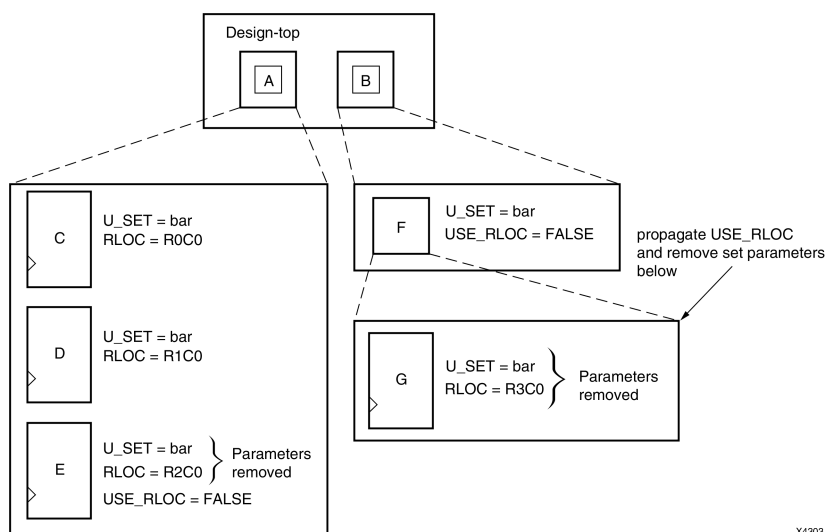 Design-top
A
B
C
U_SET = bar
RLOC = R0C0
D
U_SET = bar
RLOC = R1C0
E
U_SET = bar
RLOC = R2C0
Parameters
removed
USE_RLOC = FALSE
F
U_SET = bar
USE_RLOC = FALSE
propagate USE_RLOC
and remove set parameters
below
G
U_SET = bar
RLOC = R3C0
Parameters
removed
X4303